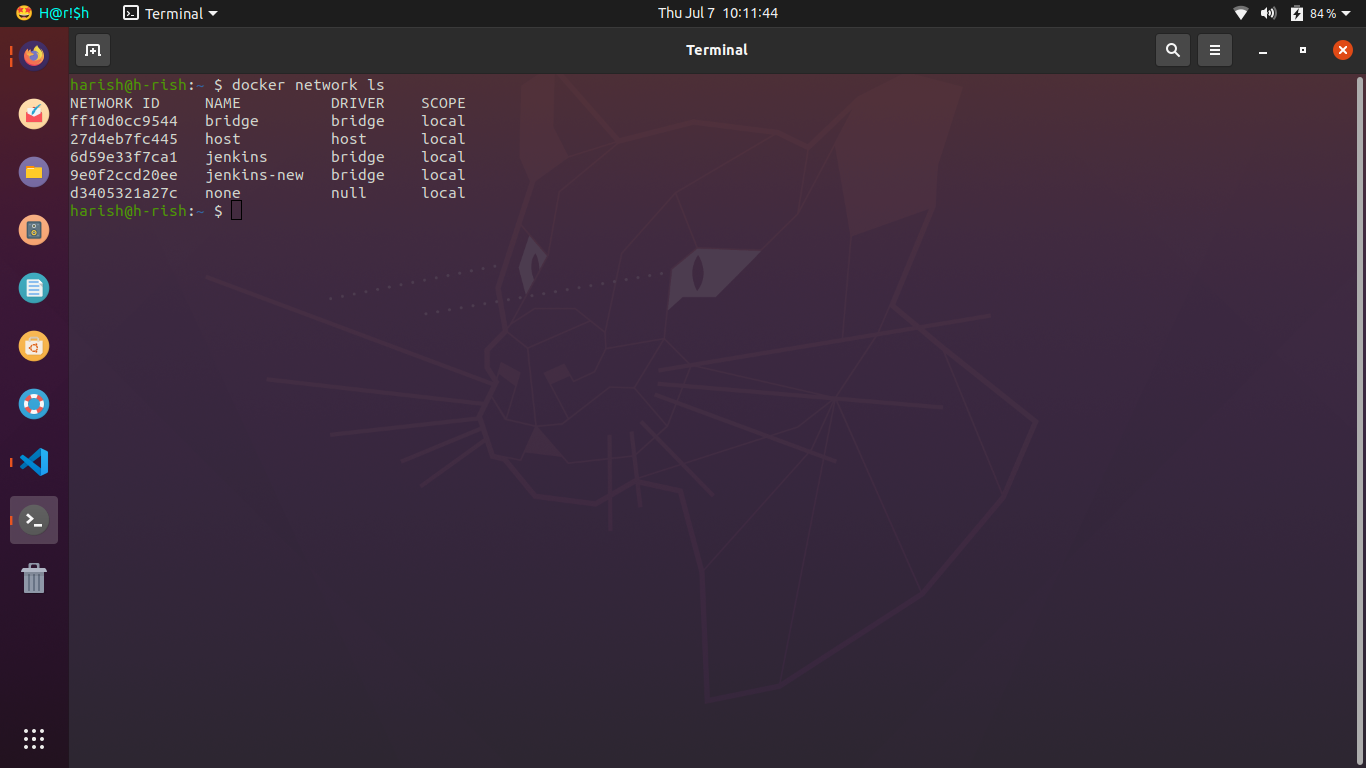 H@r!$h Terminal Thu Jul 7 10:11:44 84%
Terminal
harish@h-rish:~ $ docker network ls
NETWORK ID   NAME          DRIVER    SCOPE
ff10d0cc9544   bridge        bridge    local
27d4eb7fc445   host          host      local
6d59e33f7ca1   jenkins       bridge    local
9e0f2ccd20ee   jenkins-new   bridge    local
d3405321a27c   none          null      local
harish@h-rish:~ $